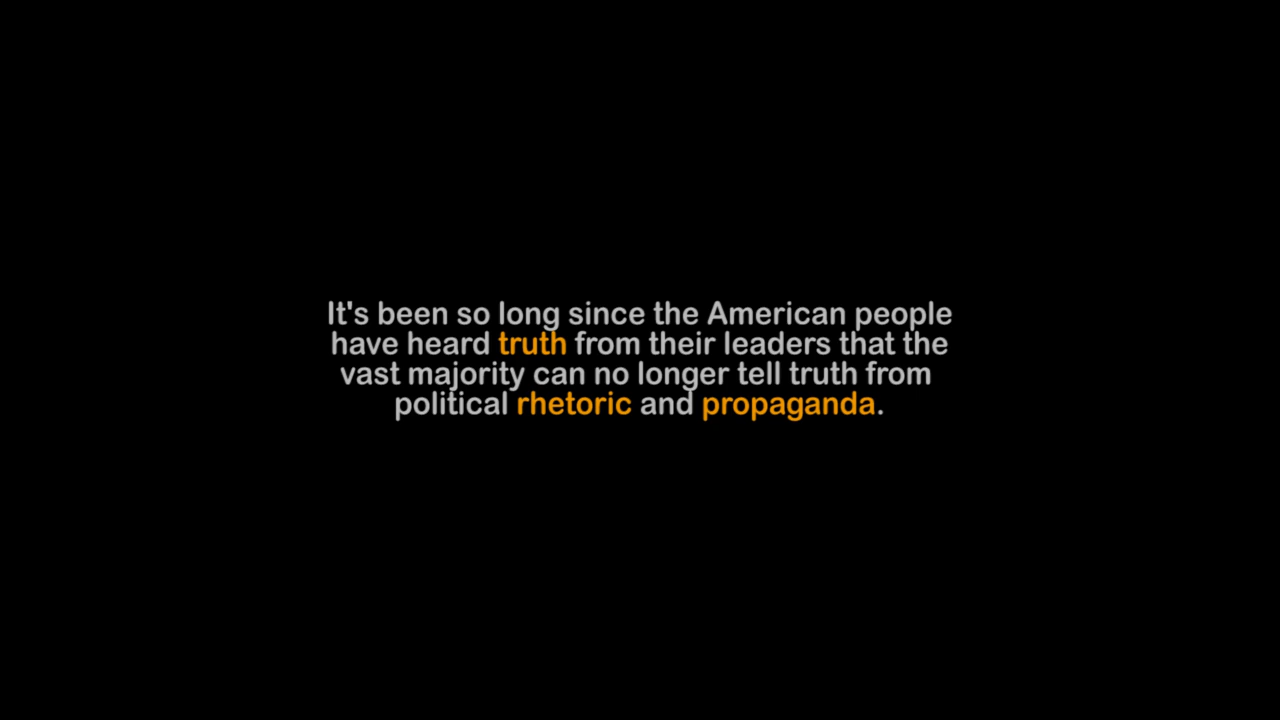 It's been so long since the American people
have heard truth from their leaders that the
vast majority can no longer tell truth from
political rhetoric and propaganda.